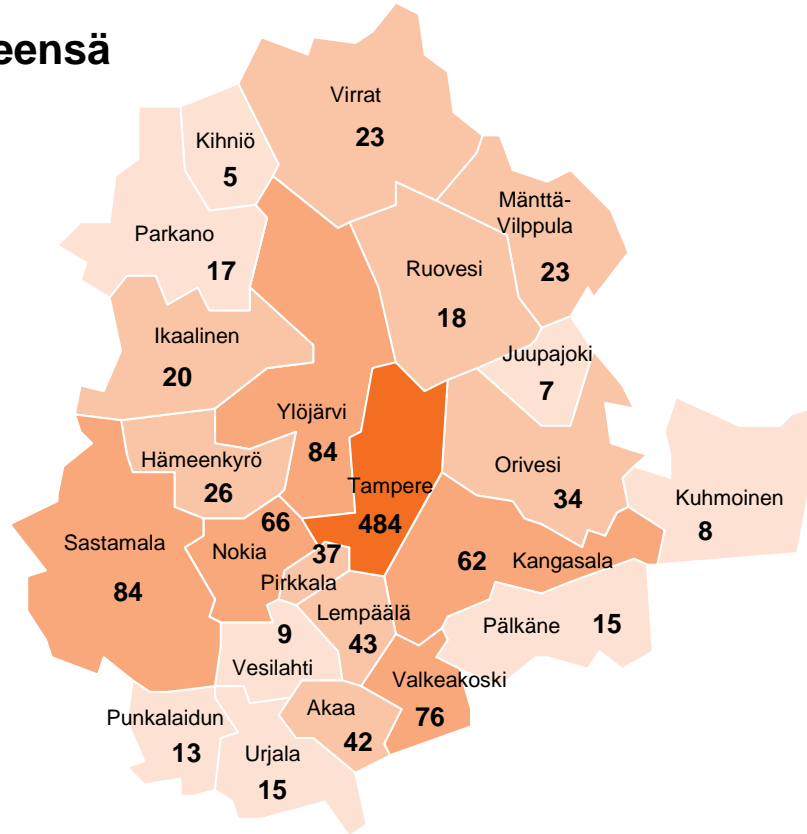 eensä
Virrat
23
Kihniö
5
Mänttä-
Vilppula
23
Parkano
17
Ruovesi
18
Ikaalinen
20
Juupajoki
7
Ylöjärvi
84
Hämeenkyrö
26
Orivesi
34
Tampere
484
Kuhmoinen
8
66
Nokia
Sastamala
84
37
Pirkkala
62
Kangasala
Lempäälä
43
9
Vesilahti
Pälkäne
15
Valkeakoski
76
Akaa
42
Punkalaidun
13
Urjala
15